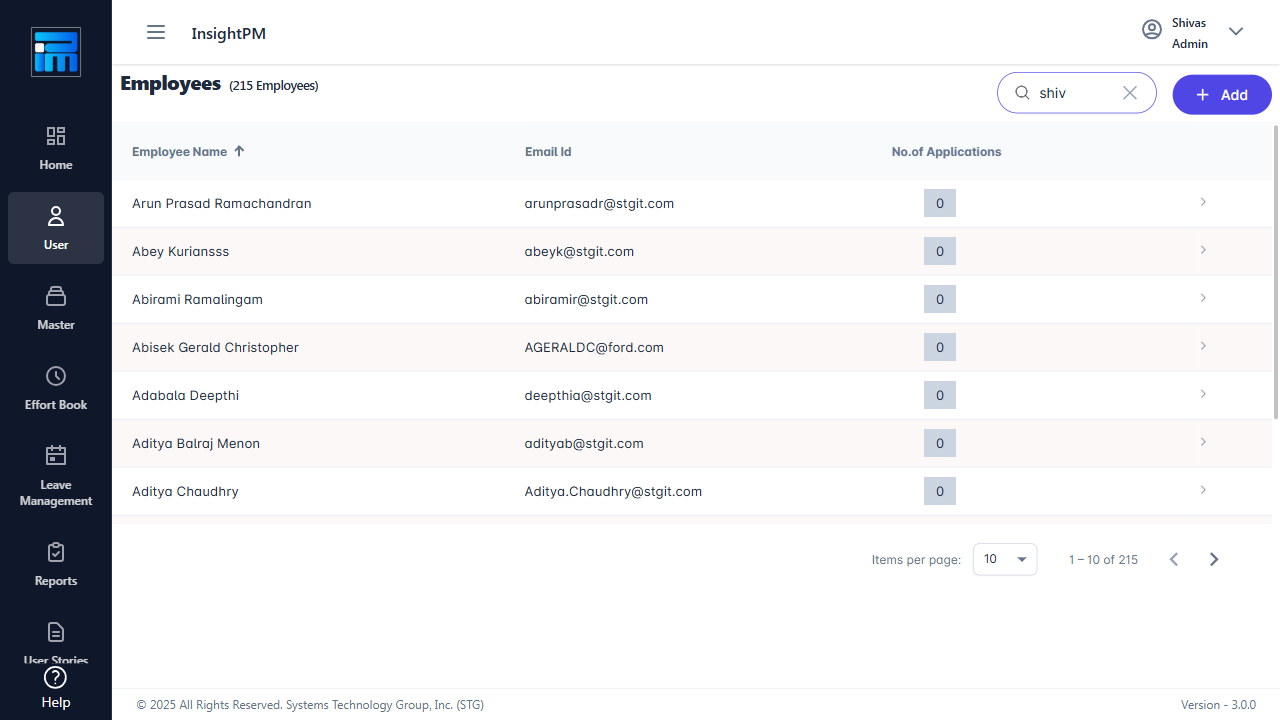 InsightPM
Shivas
Admin
Employees (215 Employees)
shiv
Add
Home
User
Master
Effort Book
Leave
Management
Reports
User Stories
Help
Employee Name
Email Id
No.of Applications
Arun Prasad Ramachandran arunprasadr@stgit.com 0
Abey Kuriansss abeyk@stgit.com 0
Abirami Ramalingam abiramir@stgit.com 0
Abisek Gerald Christopher AGERALDC@ford.com 0
Adabala Deepthi deepthia@stgit.com 0
Aditya Balraj Menon adityab@stgit.com 0
Aditya Chaudhry Aditya.Chaudhry@stgit.com 0
Items per page: 10 1 – 10 of 215
© 2025 All Rights Reserved. Systems Technology Group, Inc. (STG)
Version - 3.0.0